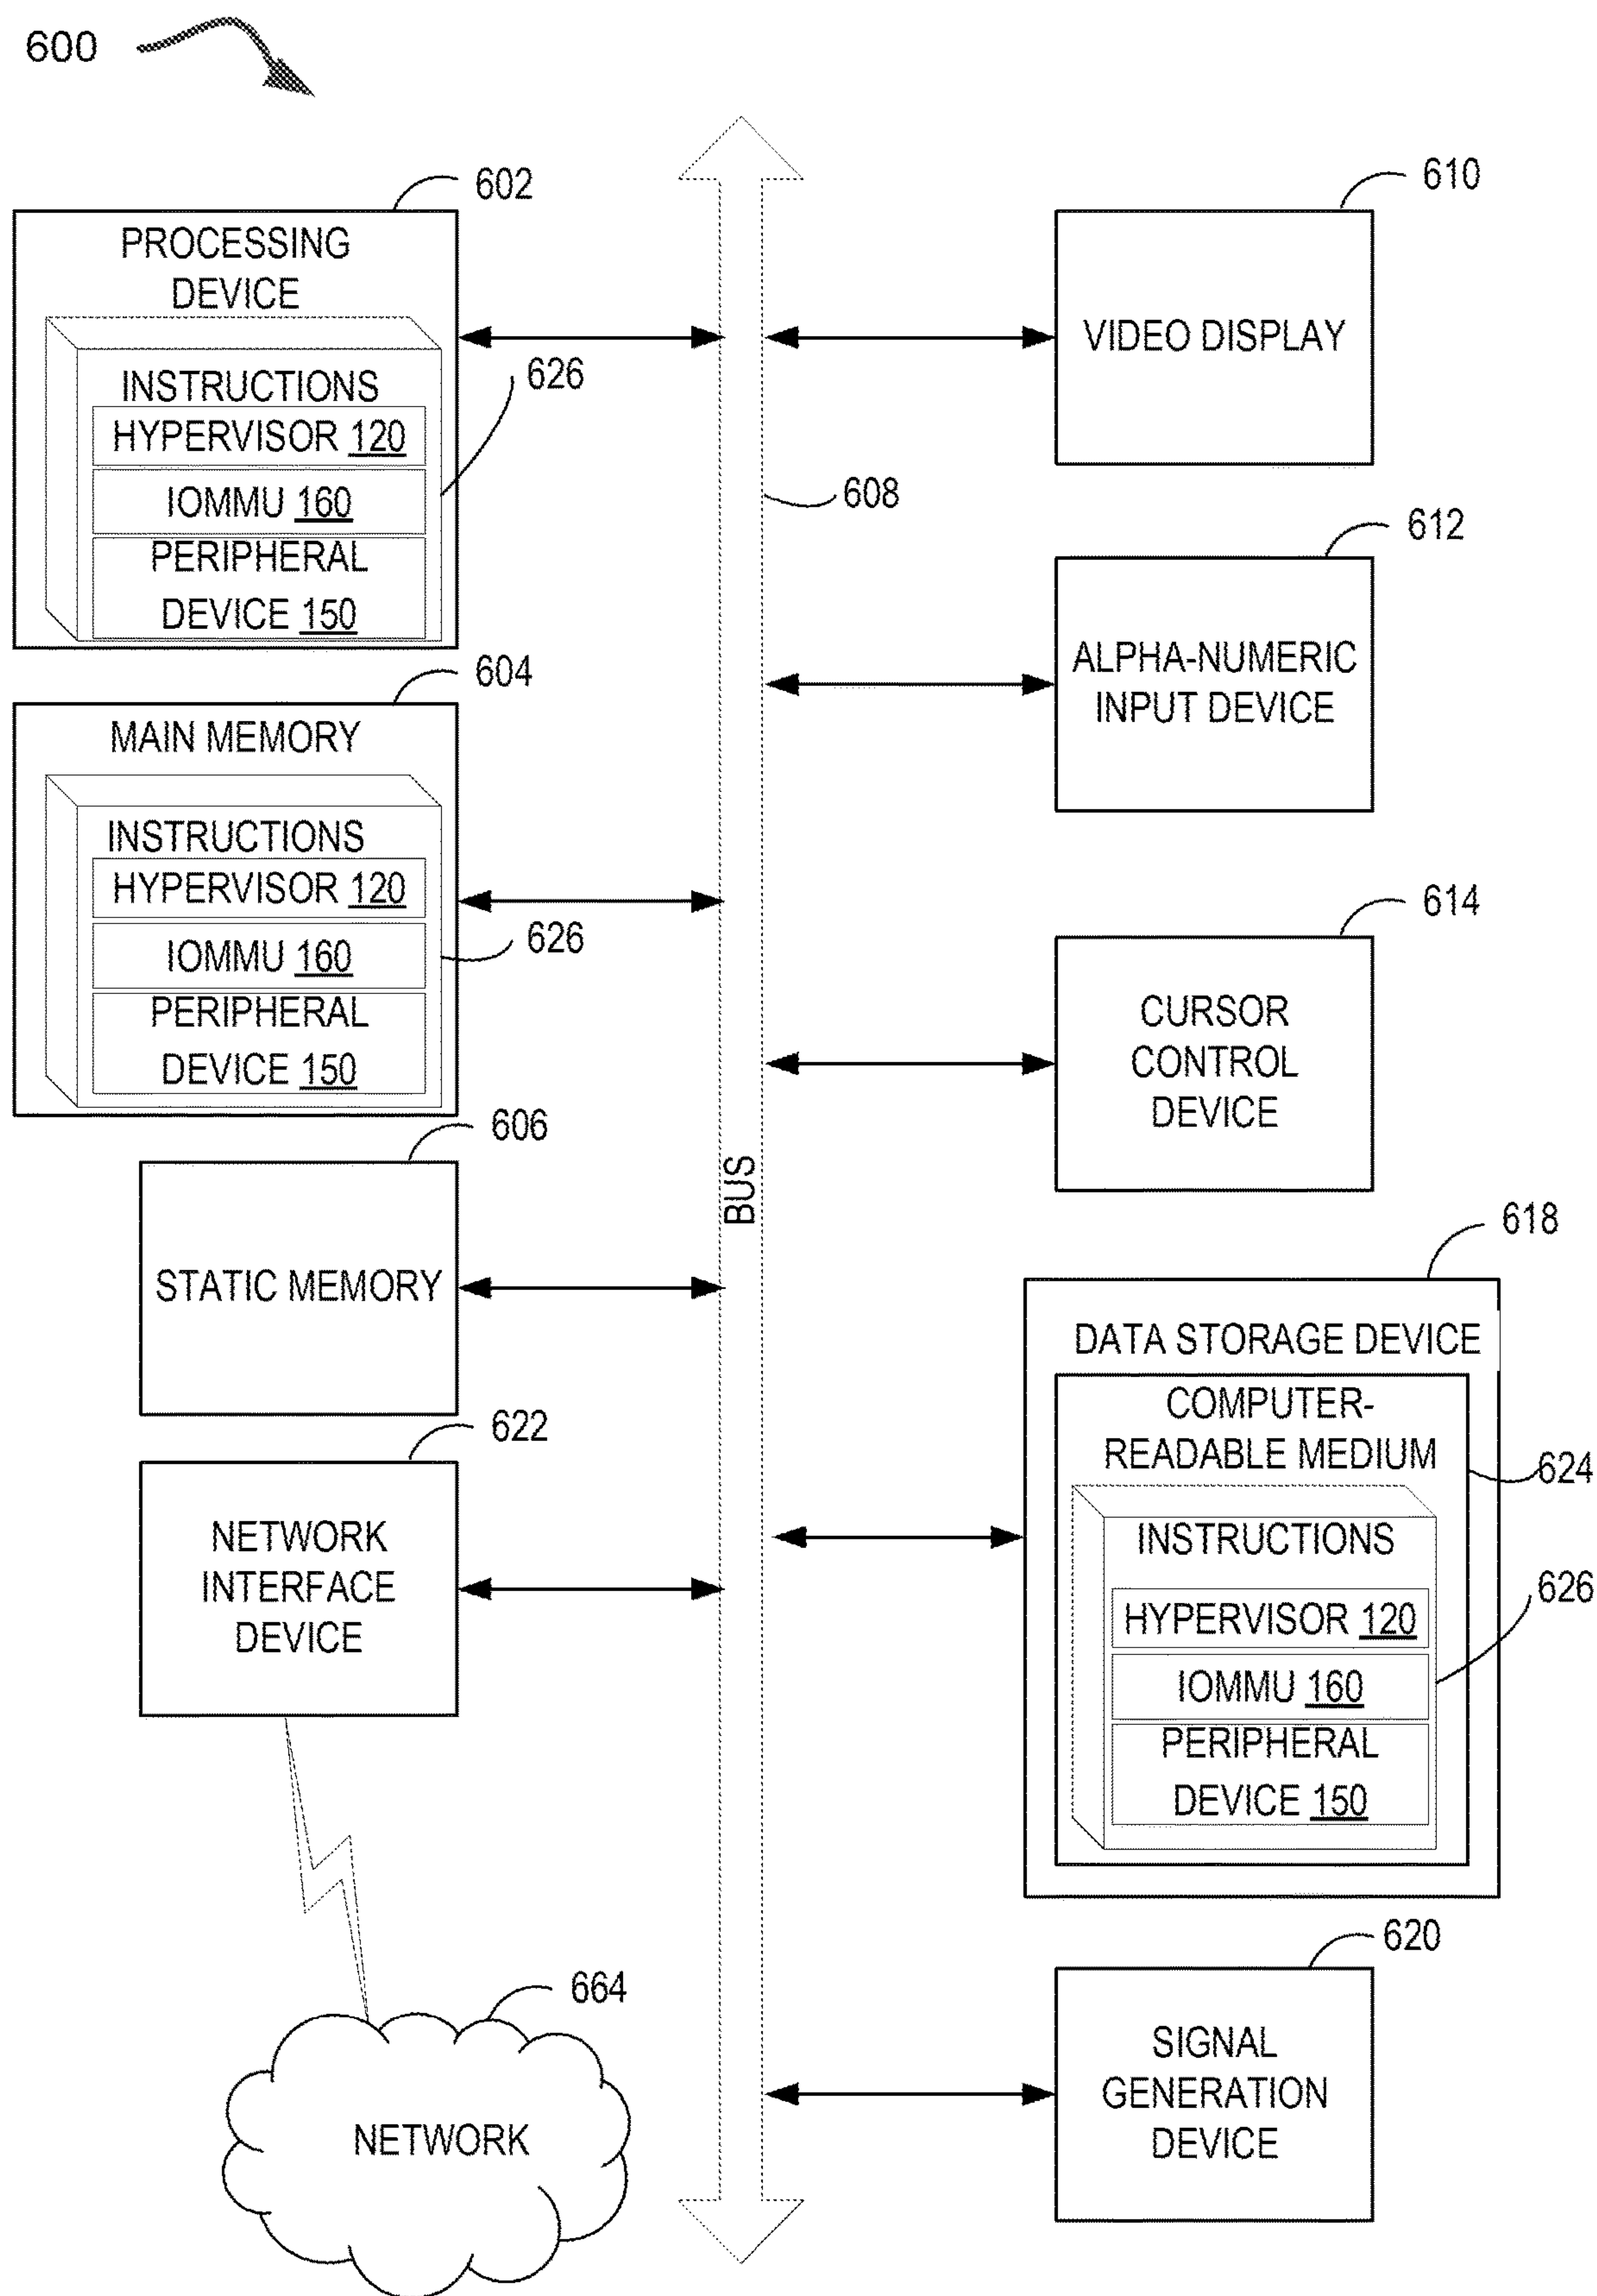 600
602
PROCESSING
DEVICE
INSTRUCTIONS
626
HYPERVISOR 120
IOMMU 160
PERIPHERAL
DEVICE 150
604
MAIN MEMORY
INSTRUCTIONS
HYPERVISOR 120
626
IOMMU 160
PERIPHERAL
DEVICE 150
606
STATIC MEMORY
622
NETWORK
INTERFACE
DEVICE
664
NETWORK
608
BUS
610
VIDEO DISPLAY
612
ALPHA-NUMERIC
INPUT DEVICE
614
CURSOR
CONTROL
DEVICE
618
DATA STORAGE DEVICE
COMPUTER-
READABLE MEDIUM
624
INSTRUCTIONS
626
HYPERVISOR 120
IOMMU 160
PERIPHERAL
DEVICE 150
620
SIGNAL
GENERATION
DEVICE